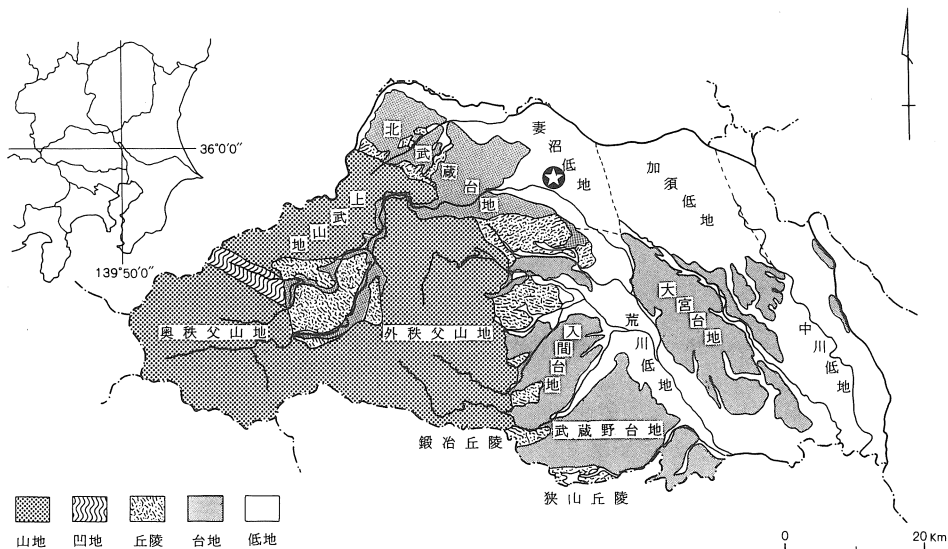 36°0′0″
139°50′0″
北武蔵台地
妻沼低地
加須低地
上武山地
大宮台地
中川低地
荒川低地
奥秩父山地
外秩父山地
入間台地
武蔵野台地
鍛冶丘陵
狭山丘陵
山地
凹地
丘陵
台地
低地
0
20 Km